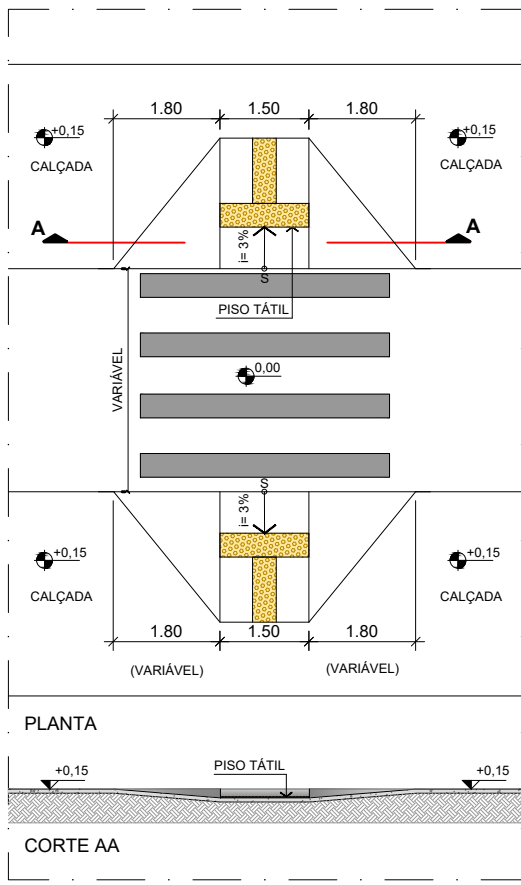 1.80 1.50 1.80
+0,15 +0,15
CALÇADA CALÇADA
A A
i= 3%
S
PISO TÁTIL
VARIÁVEL
0,00
S
i= 3%
+0,15 +0,15
CALÇADA CALÇADA
1.80 1.50 1.80
(VARIÁVEL) (VARIÁVEL)
PLANTA
+0,15 PISO TÁTIL +0,15
CORTE AA